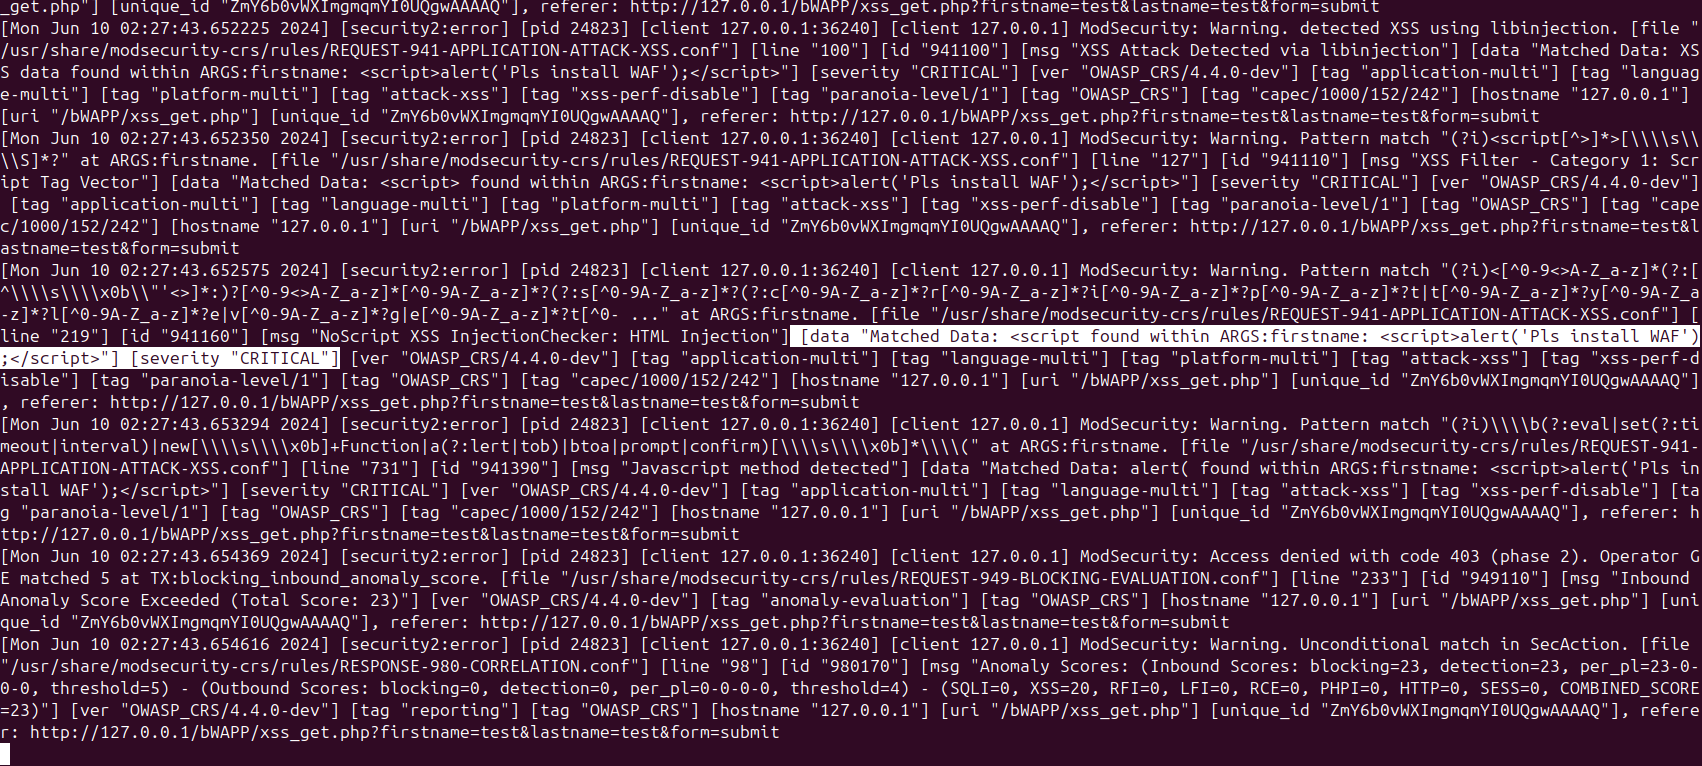 _get.php"] [unique_id "ZmY6b0vWXImgmqmYI0UQgwAAAAQ"], referer: http://127.0.0.1/bWAPP/xss_get.php?firstname=test&lastname=test&form=submit
[Mon Jun 10 02:27:43.652225 2024] [security2:error] [pid 24823] [client 127.0.0.1:36240] [client 127.0.0.1] ModSecurity: Warning. detected XSS using libinjection. [file "
/usr/share/modsecurity-crs/rules/REQUEST-941-APPLICATION-ATTACK-XSS.conf"] [line "100"] [id "941100"] [msg "XSS Attack Detected via libinjection"] [data "Matched Data: XS
S data found within ARGS:firstname: <script>alert('Pls install WAF');</script>"] [severity "CRITICAL"] [ver "OWASP_CRS/4.4.0-dev"] [tag "application-multi"] [tag "languag
e-multi"] [tag "platform-multi"] [tag "attack-xss"] [tag "xss-perf-disable"] [tag "paranoia-level/1"] [tag "OWASP_CRS"] [tag "capec/1000/152/242"] [hostname "127.0.0.1"]
[uri "/bWAPP/xss_get.php"] [unique_id "ZmY6b0vWXImgmqmYI0UQgwAAAAQ"], referer: http://127.0.0.1/bWAPP/xss_get.php?firstname=test&lastname=test&form=submit
[Mon Jun 10 02:27:43.652350 2024] [security2:error] [pid 24823] [client 127.0.0.1:36240] [client 127.0.0.1] ModSecurity: Warning. Pattern match "(?i)<script[^>]*>[\\\\s\\
\\S]*?" at ARGS:firstname. [file "/usr/share/modsecurity-crs/rules/REQUEST-941-APPLICATION-ATTACK-XSS.conf"] [line "127"] [id "941110"] [msg "XSS Filter - Category 1: Scr
ipt Tag Vector"] [data "Matched Data: <script> found within ARGS:firstname: <script>alert('Pls install WAF');</script>"] [severity "CRITICAL"] [ver "OWASP_CRS/4.4.0-dev"]
 [tag "application-multi"] [tag "language-multi"] [tag "platform-multi"] [tag "attack-xss"] [tag "xss-perf-disable"] [tag "paranoia-level/1"] [tag "OWASP_CRS"] [tag "cape
c/1000/152/242"] [hostname "127.0.0.1"] [uri "/bWAPP/xss_get.php"] [unique_id "ZmY6b0vWXImgmqmYI0UQgwAAAAQ"], referer: http://127.0.0.1/bWAPP/xss_get.php?firstname=test&l
astname=test&form=submit
[Mon Jun 10 02:27:43.652575 2024] [security2:error] [pid 24823] [client 127.0.0.1:36240] [client 127.0.0.1] ModSecurity: Warning. Pattern match "(?i)<[^0-9<>A-Z_a-z]*(?:[
^\\\\s\\\\x0b\\"'<>]*:)?[^0-9<>A-Z_a-z]*[^0-9A-Z_a-z]*?(?:s[^0-9A-Z_a-z]*?(?:c[^0-9A-Z_a-z]*?r[^0-9A-Z_a-z]*?i[^0-9A-Z_a-z]*?p[^0-9A-Z_a-z]*?t|t[^0-9A-Z_a-z]*?y[^0-9A-Z_a
-z]*?l[^0-9A-Z_a-z]*?e|v[^0-9A-Z_a-z]*?g|e[^0-9A-Z_a-z]*?t[^0- ..." at ARGS:firstname. [file "/usr/share/modsecurity-crs/rules/REQUEST-941-APPLICATION-ATTACK-XSS.conf"] [
line "219"] [id "941160"] [msg "NoScript XSS InjectionChecker: HTML Injection"] [data "Matched Data: <script found within ARGS:firstname: <script>alert('Pls install WAF')
;</script>"] [severity "CRITICAL"] [ver "OWASP_CRS/4.4.0-dev"] [tag "application-multi"] [tag "language-multi"] [tag "platform-multi"] [tag "attack-xss"] [tag "xss-perf-d
isable"] [tag "paranoia-level/1"] [tag "OWASP_CRS"] [tag "capec/1000/152/242"] [hostname "127.0.0.1"] [uri "/bWAPP/xss_get.php"] [unique_id "ZmY6b0vWXImgmqmYI0UQgwAAAAQ"]
, referer: http://127.0.0.1/bWAPP/xss_get.php?firstname=test&lastname=test&form=submit
[Mon Jun 10 02:27:43.653294 2024] [security2:error] [pid 24823] [client 127.0.0.1:36240] [client 127.0.0.1] ModSecurity: Warning. Pattern match "(?i)\\\\b(?:eval|set(?:ti
meout|interval)|new[\\\\s\\\\x0b]+Function|a(?:lert|tob)|btoa|prompt|confirm)[\\\\s\\\\x0b]*\\\\(" at ARGS:firstname. [file "/usr/share/modsecurity-crs/rules/REQUEST-941-
APPLICATION-ATTACK-XSS.conf"] [line "731"] [id "941390"] [msg "Javascript method detected"] [data "Matched Data: alert( found within ARGS:firstname: <script>alert('Pls in
stall WAF');</script>"] [severity "CRITICAL"] [ver "OWASP_CRS/4.4.0-dev"] [tag "application-multi"] [tag "language-multi"] [tag "attack-xss"] [tag "xss-perf-disable"] [ta
g "paranoia-level/1"] [tag "OWASP_CRS"] [tag "capec/1000/152/242"] [hostname "127.0.0.1"] [uri "/bWAPP/xss_get.php"] [unique_id "ZmY6b0vWXImgmqmYI0UQgwAAAAQ"], referer: h
ttp://127.0.0.1/bWAPP/xss_get.php?firstname=test&lastname=test&form=submit
[Mon Jun 10 02:27:43.654369 2024] [security2:error] [pid 24823] [client 127.0.0.1:36240] [client 127.0.0.1] ModSecurity: Access denied with code 403 (phase 2). Operator G
E matched 5 at TX:blocking_inbound_anomaly_score. [file "/usr/share/modsecurity-crs/rules/REQUEST-949-BLOCKING-EVALUATION.conf"] [line "233"] [id "949110"] [msg "Inbound
Anomaly Score Exceeded (Total Score: 23)"] [ver "OWASP_CRS/4.4.0-dev"] [tag "anomaly-evaluation"] [tag "OWASP_CRS"] [hostname "127.0.0.1"] [uri "/bWAPP/xss_get.php"] [uni
que_id "ZmY6b0vWXImgmqmYI0UQgwAAAAQ"], referer: http://127.0.0.1/bWAPP/xss_get.php?firstname=test&lastname=test&form=submit
[Mon Jun 10 02:27:43.654616 2024] [security2:error] [pid 24823] [client 127.0.0.1:36240] [client 127.0.0.1] ModSecurity: Warning. Unconditional match in SecAction. [file
"/usr/share/modsecurity-crs/rules/RESPONSE-980-CORRELATION.conf"] [line "98"] [id "980170"] [msg "Anomaly Scores: (Inbound Scores: blocking=23, detection=23, per_pl=23-0-
0-0, threshold=5) - (Outbound Scores: blocking=0, detection=0, per_pl=0-0-0-0, threshold=4) - (SQLI=0, XSS=20, RFI=0, LFI=0, RCE=0, PHPI=0, HTTP=0, SESS=0, COMBINED_SCORE
=23)"] [ver "OWASP_CRS/4.4.0-dev"] [tag "reporting"] [tag "OWASP_CRS"] [hostname "127.0.0.1"] [uri "/bWAPP/xss_get.php"] [unique_id "ZmY6b0vWXImgmqmYI0UQgwAAAAQ"], refere
r: http://127.0.0.1/bWAPP/xss_get.php?firstname=test&lastname=test&form=submit